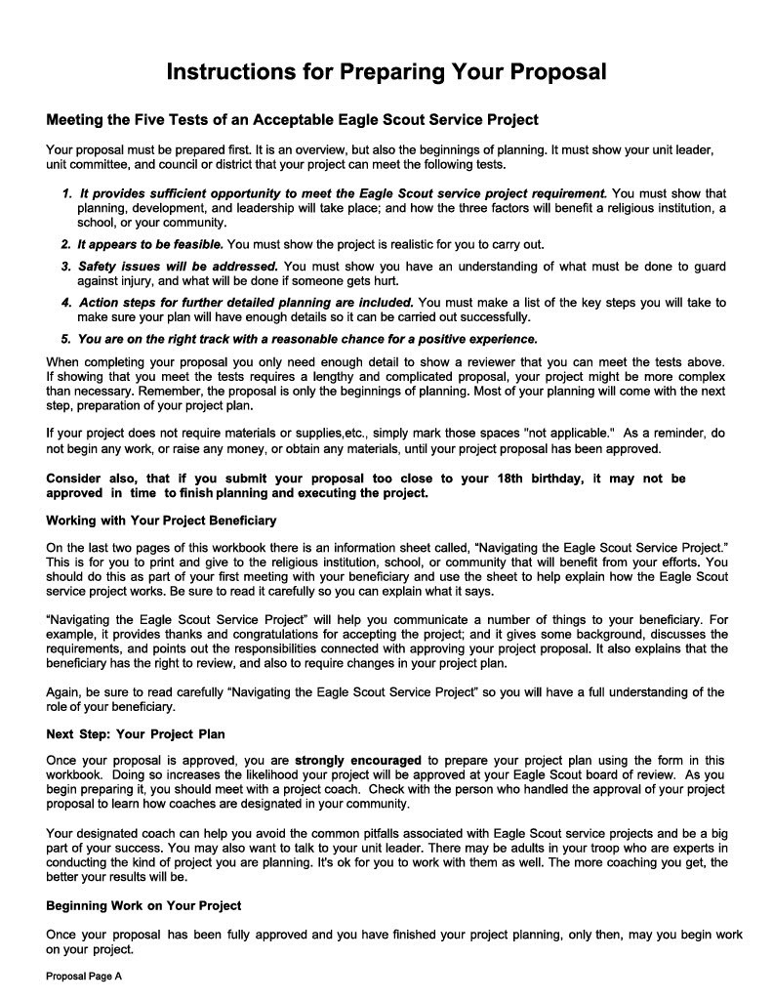 Instructions for Preparing Your Proposal
Meeting the Five Tests of an Acceptable Eagle Scout Service Project
Your proposal must be prepared first. It is an overview, but also the beginnings of planning. It must show your unit leader,
unit committee, and council or district that your project can meet the following tests.
1. It provides sufficient opportunity to meet the Eagle Scout service project requirement. You must show that
planning, development, and leadership will take place; and how the three factors will benefit a religious institution, a
school, or your community.
2. It appears to be feasible. You must show the project is realistic for you to carry out.
3. Safety issues will be addressed. You must show you have an understanding of what must be done to guard
against injury, and what will be done if someone gets hurt.
4. Action steps for further detailed planning are included. You must make a list of the key steps you will take to
make sure your plan will have enough details so it can be carried out successfully.
5. You are on the right track with a reasonable chance for a positive experience.
When completing your proposal you only need enough detail to show a reviewer that you can meet the tests above.
If showing that you meet the tests requires a lengthy and complicated proposal, your project might be more complex
than necessary. Remember, the proposal is only the beginnings of planning. Most of your planning will come with the next
step, preparation of your project plan.
If your project does not require materials or supplies,etc., simply mark those spaces "not applicable." As a reminder, do
not begin any work, or raise any money, or obtain any materials, until your project proposal has been approved.
Consider also, that if you submit your proposal too close to your 18th birthday, it may not be
approved in time to finish planning and executing the project.
Working with Your Project Beneficiary
On the last two pages of this workbook there is an information sheet called, “Navigating the Eagle Scout Service Project.”
This is for you to print and give to the religious institution, school, or community that will benefit from your efforts. You
should do this as part of your first meeting with your beneficiary and use the sheet to help explain how the Eagle Scout
service project works. Be sure to read it carefully so you can explain what it says.
“Navigating the Eagle Scout Service Project” will help you communicate a number of things to your beneficiary. For
example, it provides thanks and congratulations for accepting the project; and it gives some background, discusses the
requirements, and points out the responsibilities connected with approving your project proposal. It also explains that the
beneficiary has the right to review, and also to require changes in your project plan.
Again, be sure to read carefully “Navigating the Eagle Scout Service Project” so you will have a full understanding of the
role of your beneficiary.
Next Step: Your Project Plan
Once your proposal is approved, you are strongly encouraged to prepare your project plan using the form in this
workbook. Doing so increases the likelihood your project will be approved at your Eagle Scout board of review. As you
begin preparing it, you should meet with a project coach. Check with the person who handled the approval of your project
proposal to learn how coaches are designated in your community.
Your designated coach can help you avoid the common pitfalls associated with Eagle Scout service projects and be a big
part of your success. You may also want to talk to your unit leader. There may be adults in your troop who are experts in
conducting the kind of project you are planning. It's ok for you to work with them as well. The more coaching you get, the
better your results will be.
Beginning Work on Your Project
Once your proposal has been fully approved and you have finished your project planning, only then, may you begin work
on your project.
Proposal Page A